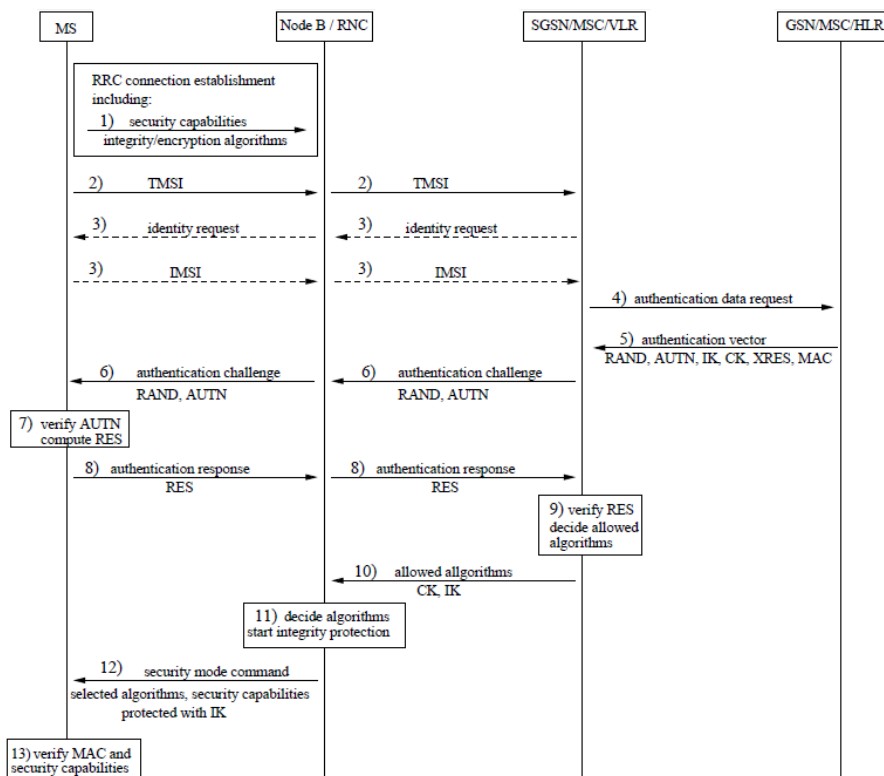 MS
Node B / RNC
SGSN/MSC/VLR
GSN/MSC/HLR
RRC connection establishment
including:
1) security capabilities
integrity/encryption algorithms
2) TMSI
2) TMSI
3) identity request
3) identity request
3) IMSI
3) IMSI
4) authentication data request
5) authentication vector
RAND, AUTN, IK, CK, XRES, MAC
6) authentication challenge
RAND, AUTN
6) authentication challenge
RAND, AUTN
7) verify AUTN
compute RES
8) authentication response
RES
8) authentication response
RES
9) verify RES
decide allowed
algorithms
10) allowed allgorithms
CK, IK
11) decide algorithms
start integrity protection
12) security mode command
selected algorithms, security capabilities
protected with IK
13) verify MAC and
security capabilities